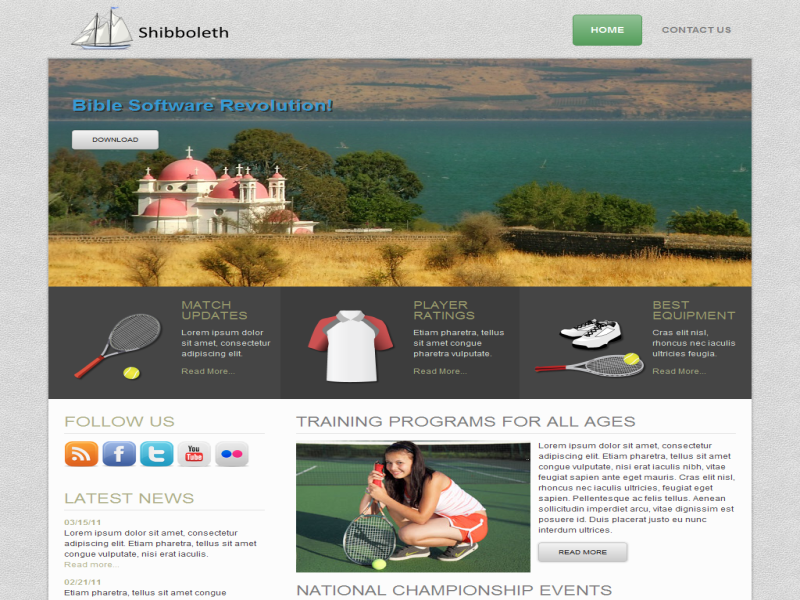 Shibboleth
HOME
CONTACT US
Bible Software Revolution!
DOWNLOAD
MATCH
UPDATES
Lorem ipsum dolor
sit amet, consectetur
adipiscing elit.
Read More...
PLAYER
RATINGS
Etiam pharetra, tellus
sit amet congue
pharetra vulputate.
Read More...
BEST
EQUIPMENT
Cras elit nisl,
rhoncus nec iaculis
ultricies feugia.
Read More...
FOLLOW US
You
Tube
LATEST NEWS
03/15/11
Lorem ipsum dolor sit amet, consectetur
adipiscing elit. Etiam pharetra, tellus sit amet
congue vulputate, nisi erat iaculis.
Read more...
02/21/11
Etiam pharetra, tellus sit amet congue
TRAINING PROGRAMS FOR ALL AGES
Lorem ipsum dolor sit amet, consectetur
adipiscing elit. Etiam pharetra, tellus sit amet
congue vulputate, nisi erat iaculis nibh, vitae
feugiat sapien ante eget mauris. Cras elit nisl,
rhoncus nec iaculis ultricies, feugiat eget
sapien. Pellentesque ac felis tellus. Aenean
sollicitudin imperdiet arcu, vitae dignissim est
posuere id. Duis placerat justo eu nunc
interdum ultrices.
READ MORE
NATIONAL CHAMPIONSHIP EVENTS